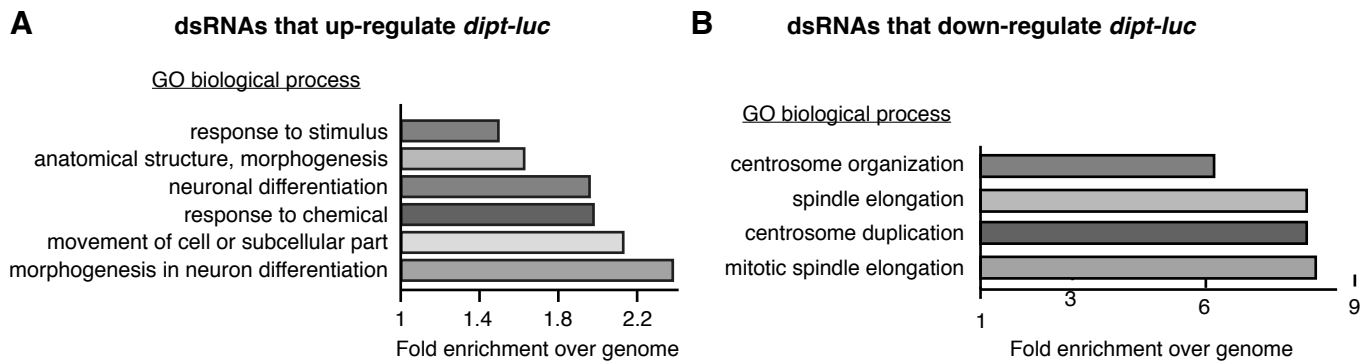 A
dsRNAs that up-regulate dipt-luc
GO biological process
response to stimulus
anatomical structure, morphogenesis
neuronal differentiation
response to chemical
movement of cell or subcellular part
morphogenesis in neuron differentiation
1 1.4 1.8 2.2
Fold enrichment over genome
B
dsRNAs that down-regulate dipt-luc
GO biological process
centrosome organization
spindle elongation
centrosome duplication
mitotic spindle elongation
1 3 6 9
Fold enrichment over genome